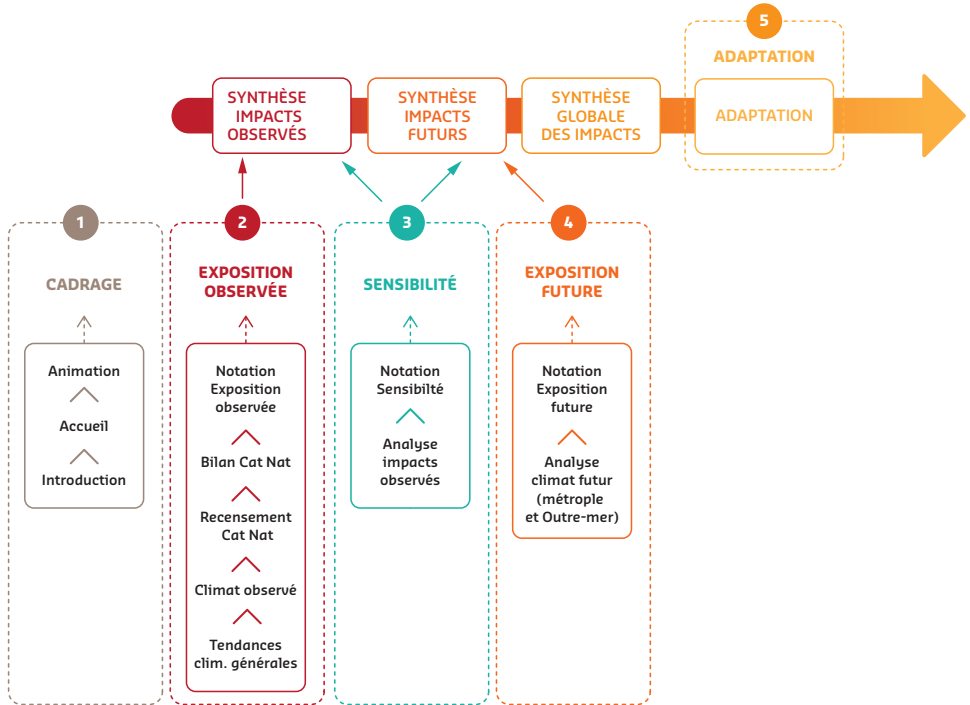 5
ADAPTATION
SYNTHÈSE
IMPACTS
OBSERVÉS
SYNTHÈSE
IMPACTS
FUTURS
SYNTHÈSE
GLOBALE
DES IMPACTS
ADAPTATION
1
CADRAGE
Animation
Accueil
Introduction
2
EXPOSITION
OBSERVÉE
Notation
Exposition
observée
Bilan Cat Nat
Recensement
Cat Nat
Climat observé
Tendances
clim. générales
3
SENSIBILITÉ
Notation
Sensibilté
Analyse
impacts
observés
4
EXPOSITION
FUTURE
Notation
Exposition
future
Analyse
climat futur
(métrople
et Outre-mer)